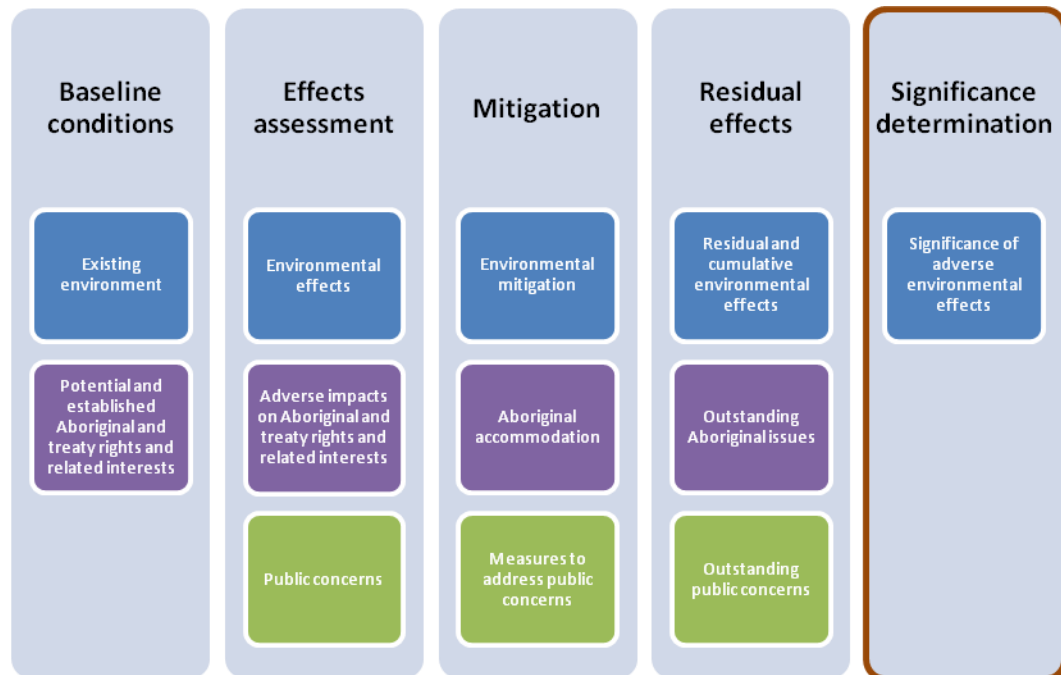 Baseline
conditions
Existing
environment
Potential and
established
Aboriginal and
treaty rights and
related interests
Effects
assessment
Environmental
effects
Adverse impacts
on Aboriginal and
treaty rights and
related interests
Public concerns
Mitigation
Environmental
mitigation
Aboriginal
accommodation
Measures to
address public
concerns
Residual
effects
Residual and
cumulative
environmental
effects
Outstanding
Aboriginal issues
Outstanding
public concerns
Significance
determination
Significance of
adverse
environmental
effects